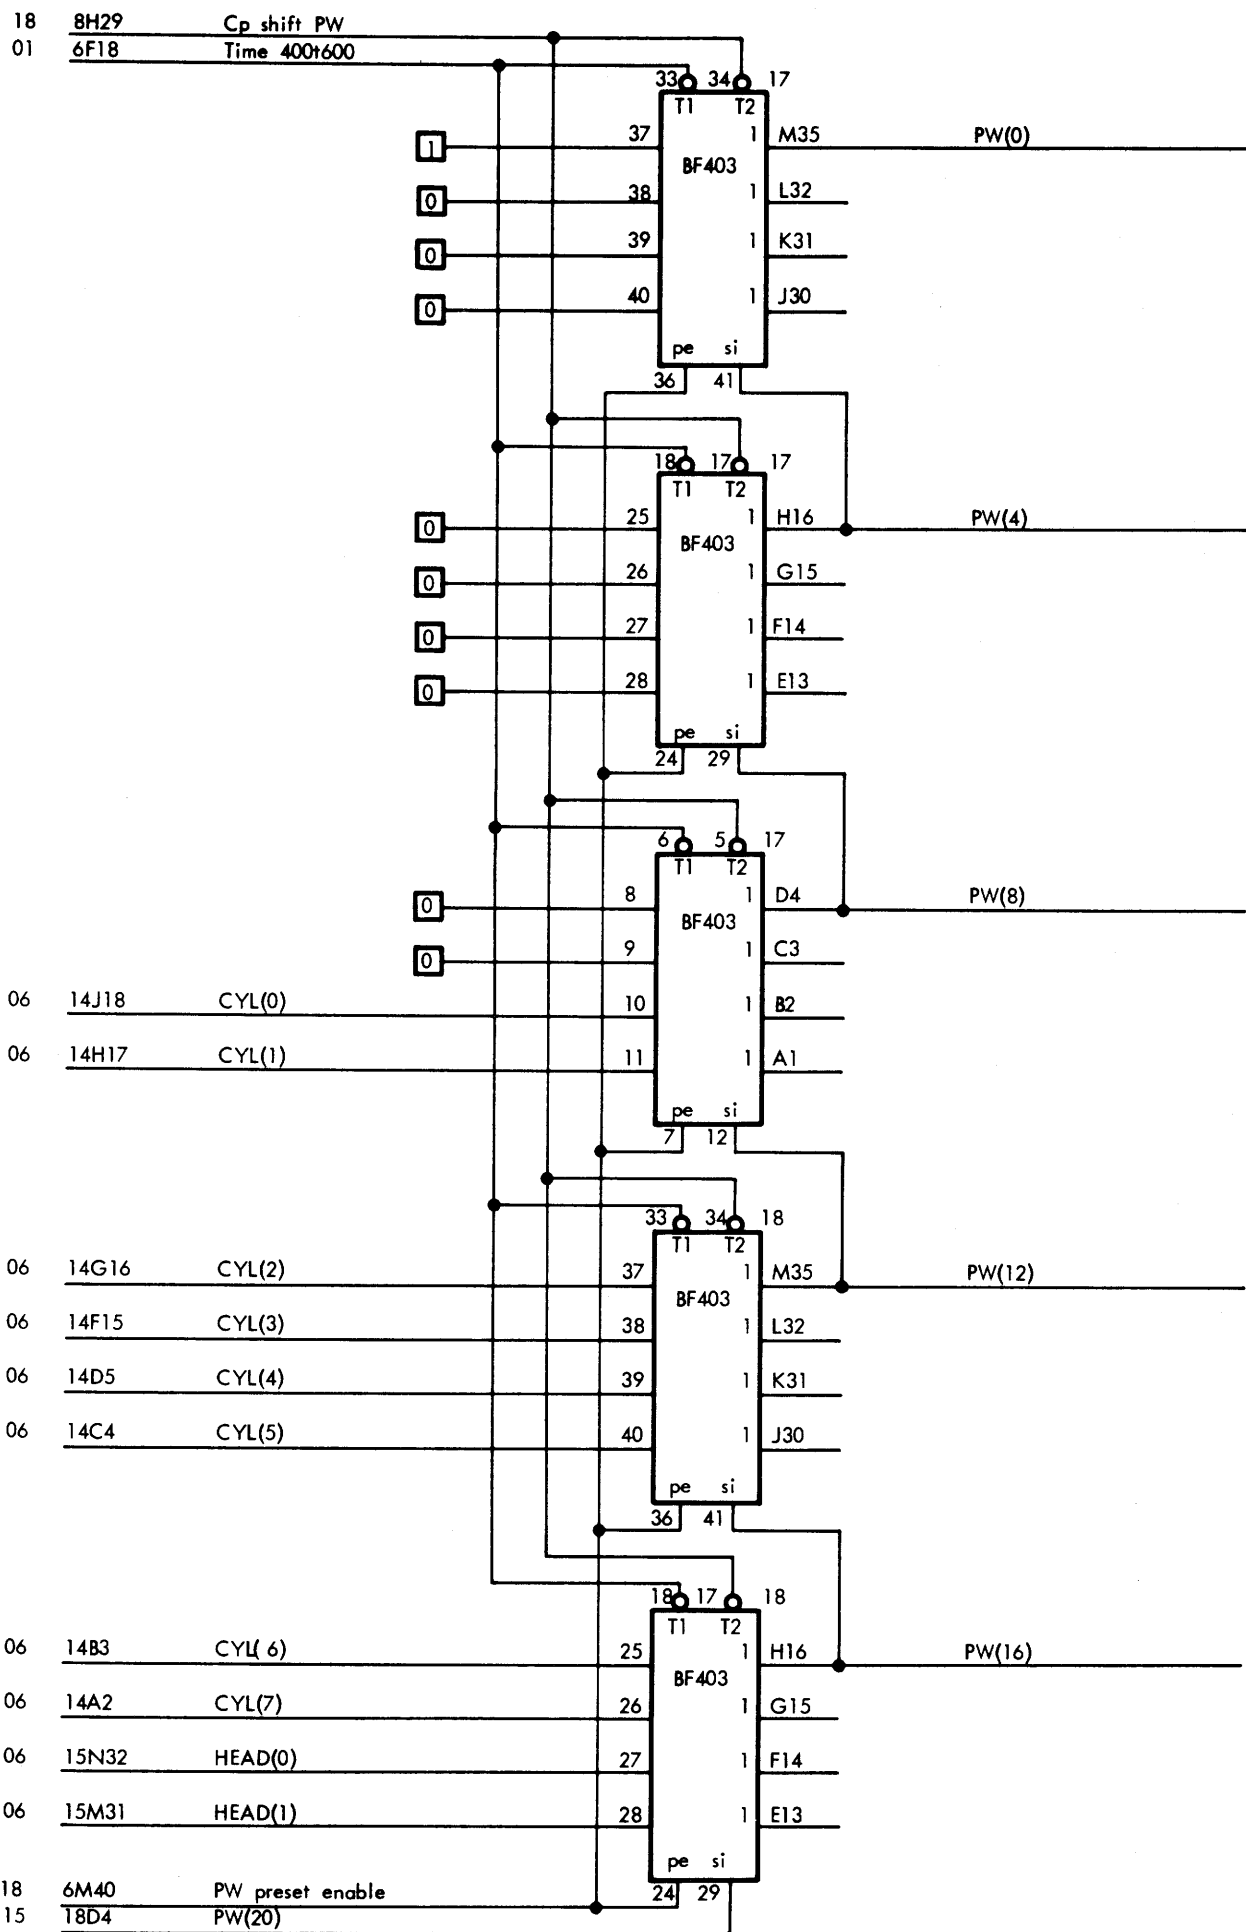 18 8H29 Cp shift PW
01 6F18 Time 400t600
33 34 17
T1 T2
1 37 1 M35 PW(0)
BF403
0 38 1 L32
0 39 1 K31
0 40 1 J30
pe si
36 41
18 17 17
T1 T2
0 25 1 H16 PW(4)
BF403
0 26 1 G15
0 27 1 F14
0 28 1 E13
pe si
24 29
6 5 17
T1 T2
0 8 1 D4 PW(8)
BF403
0 9 1 C3
06 14J18 CYL(0) 10 1 B2
06 14H17 CYL(1) 11 1 A1
pe si
7 12
33 34 18
T1 T2
06 14G16 CYL(2) 37 1 M35 PW(12)
BF403
06 14F15 CYL(3) 38 1 L32
06 14D5 CYL(4) 39 1 K31
06 14C4 CYL(5) 40 1 J30
pe si
36 41
18 17 18
T1 T2
06 14B3 CYL( 6) 25 1 H16 PW(16)
BF403
06 14A2 CYL(7) 26 1 G15
06 15N32 HEAD(0) 27 1 F14
06 15M31 HEAD(1) 28 1 E13
pe si
18 6M40 PW preset enable 24 29
15 18D4 PW(20)